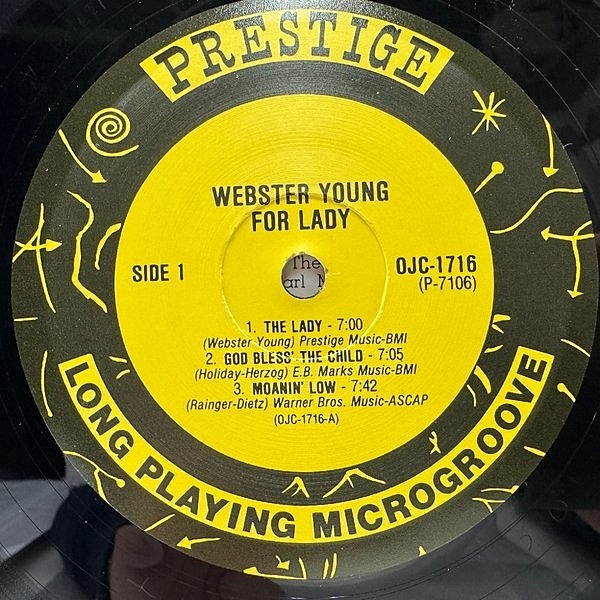 PRESTIGE
WEBSTER YOUNG
FOR LADY
SIDE 1
OJC-1716
(P-7106)
The
arl M
1. THE LADY - 7:00
(Webster Young) Prestige Music-BMI
2. GOD BLESS' THE CHILD - 7:05
(Holiday-Herzog) E.B. Marks Music-BMI
3. MOANIN' LOW - 7:42
(Rainger-Dietz) Warner Bros. Music-ASCAP
(OJC-1716-A)
LONG PLAYING MICROGROOVE